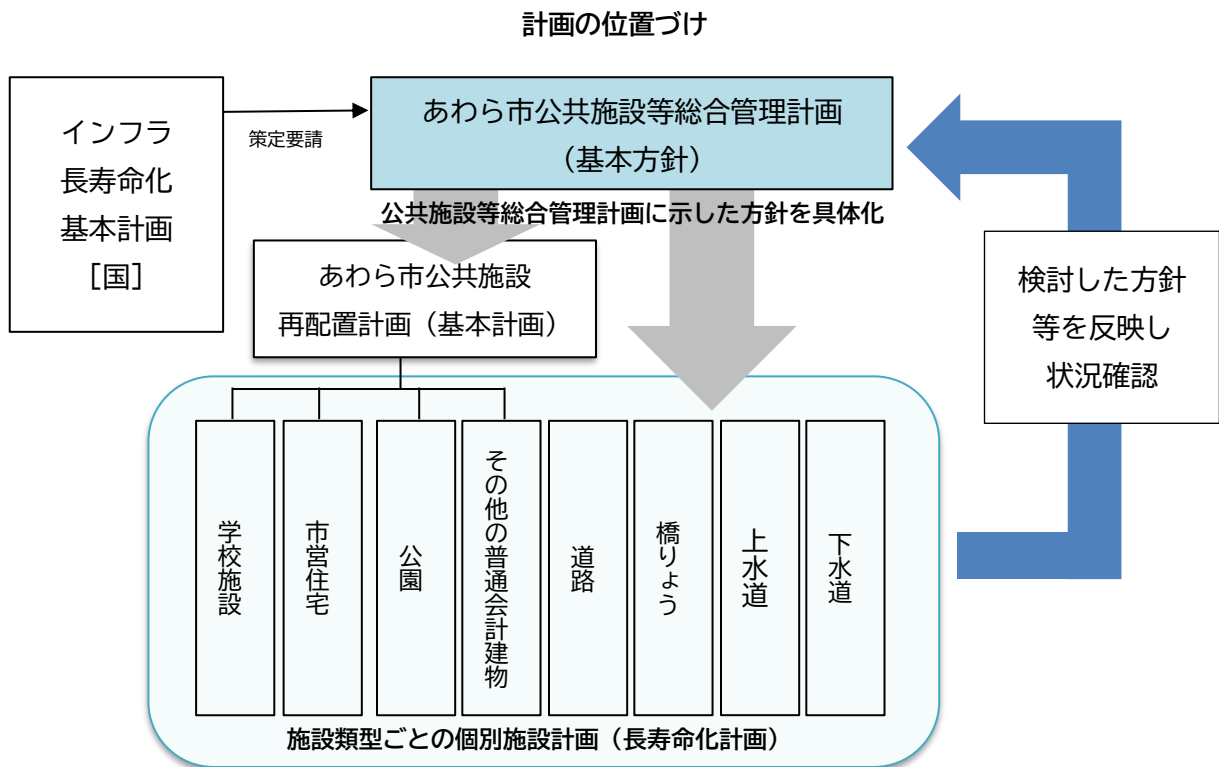 計画の位置づけ
インフラ
長寿命化
基本計画
［国］
策定要請
あわら市公共施設等総合管理計画
（基本方針）
公共施設等総合管理計画に示した方針を具体化
あわら市公共施設
再配置計画（基本計画）
検討した方針
等を反映し
状況確認
学校施設
市営住宅
公園
その他の普通会計建物
道路
橋りょう
上水道
下水道
施設類型ごとの個別施設計画（長寿命化計画）